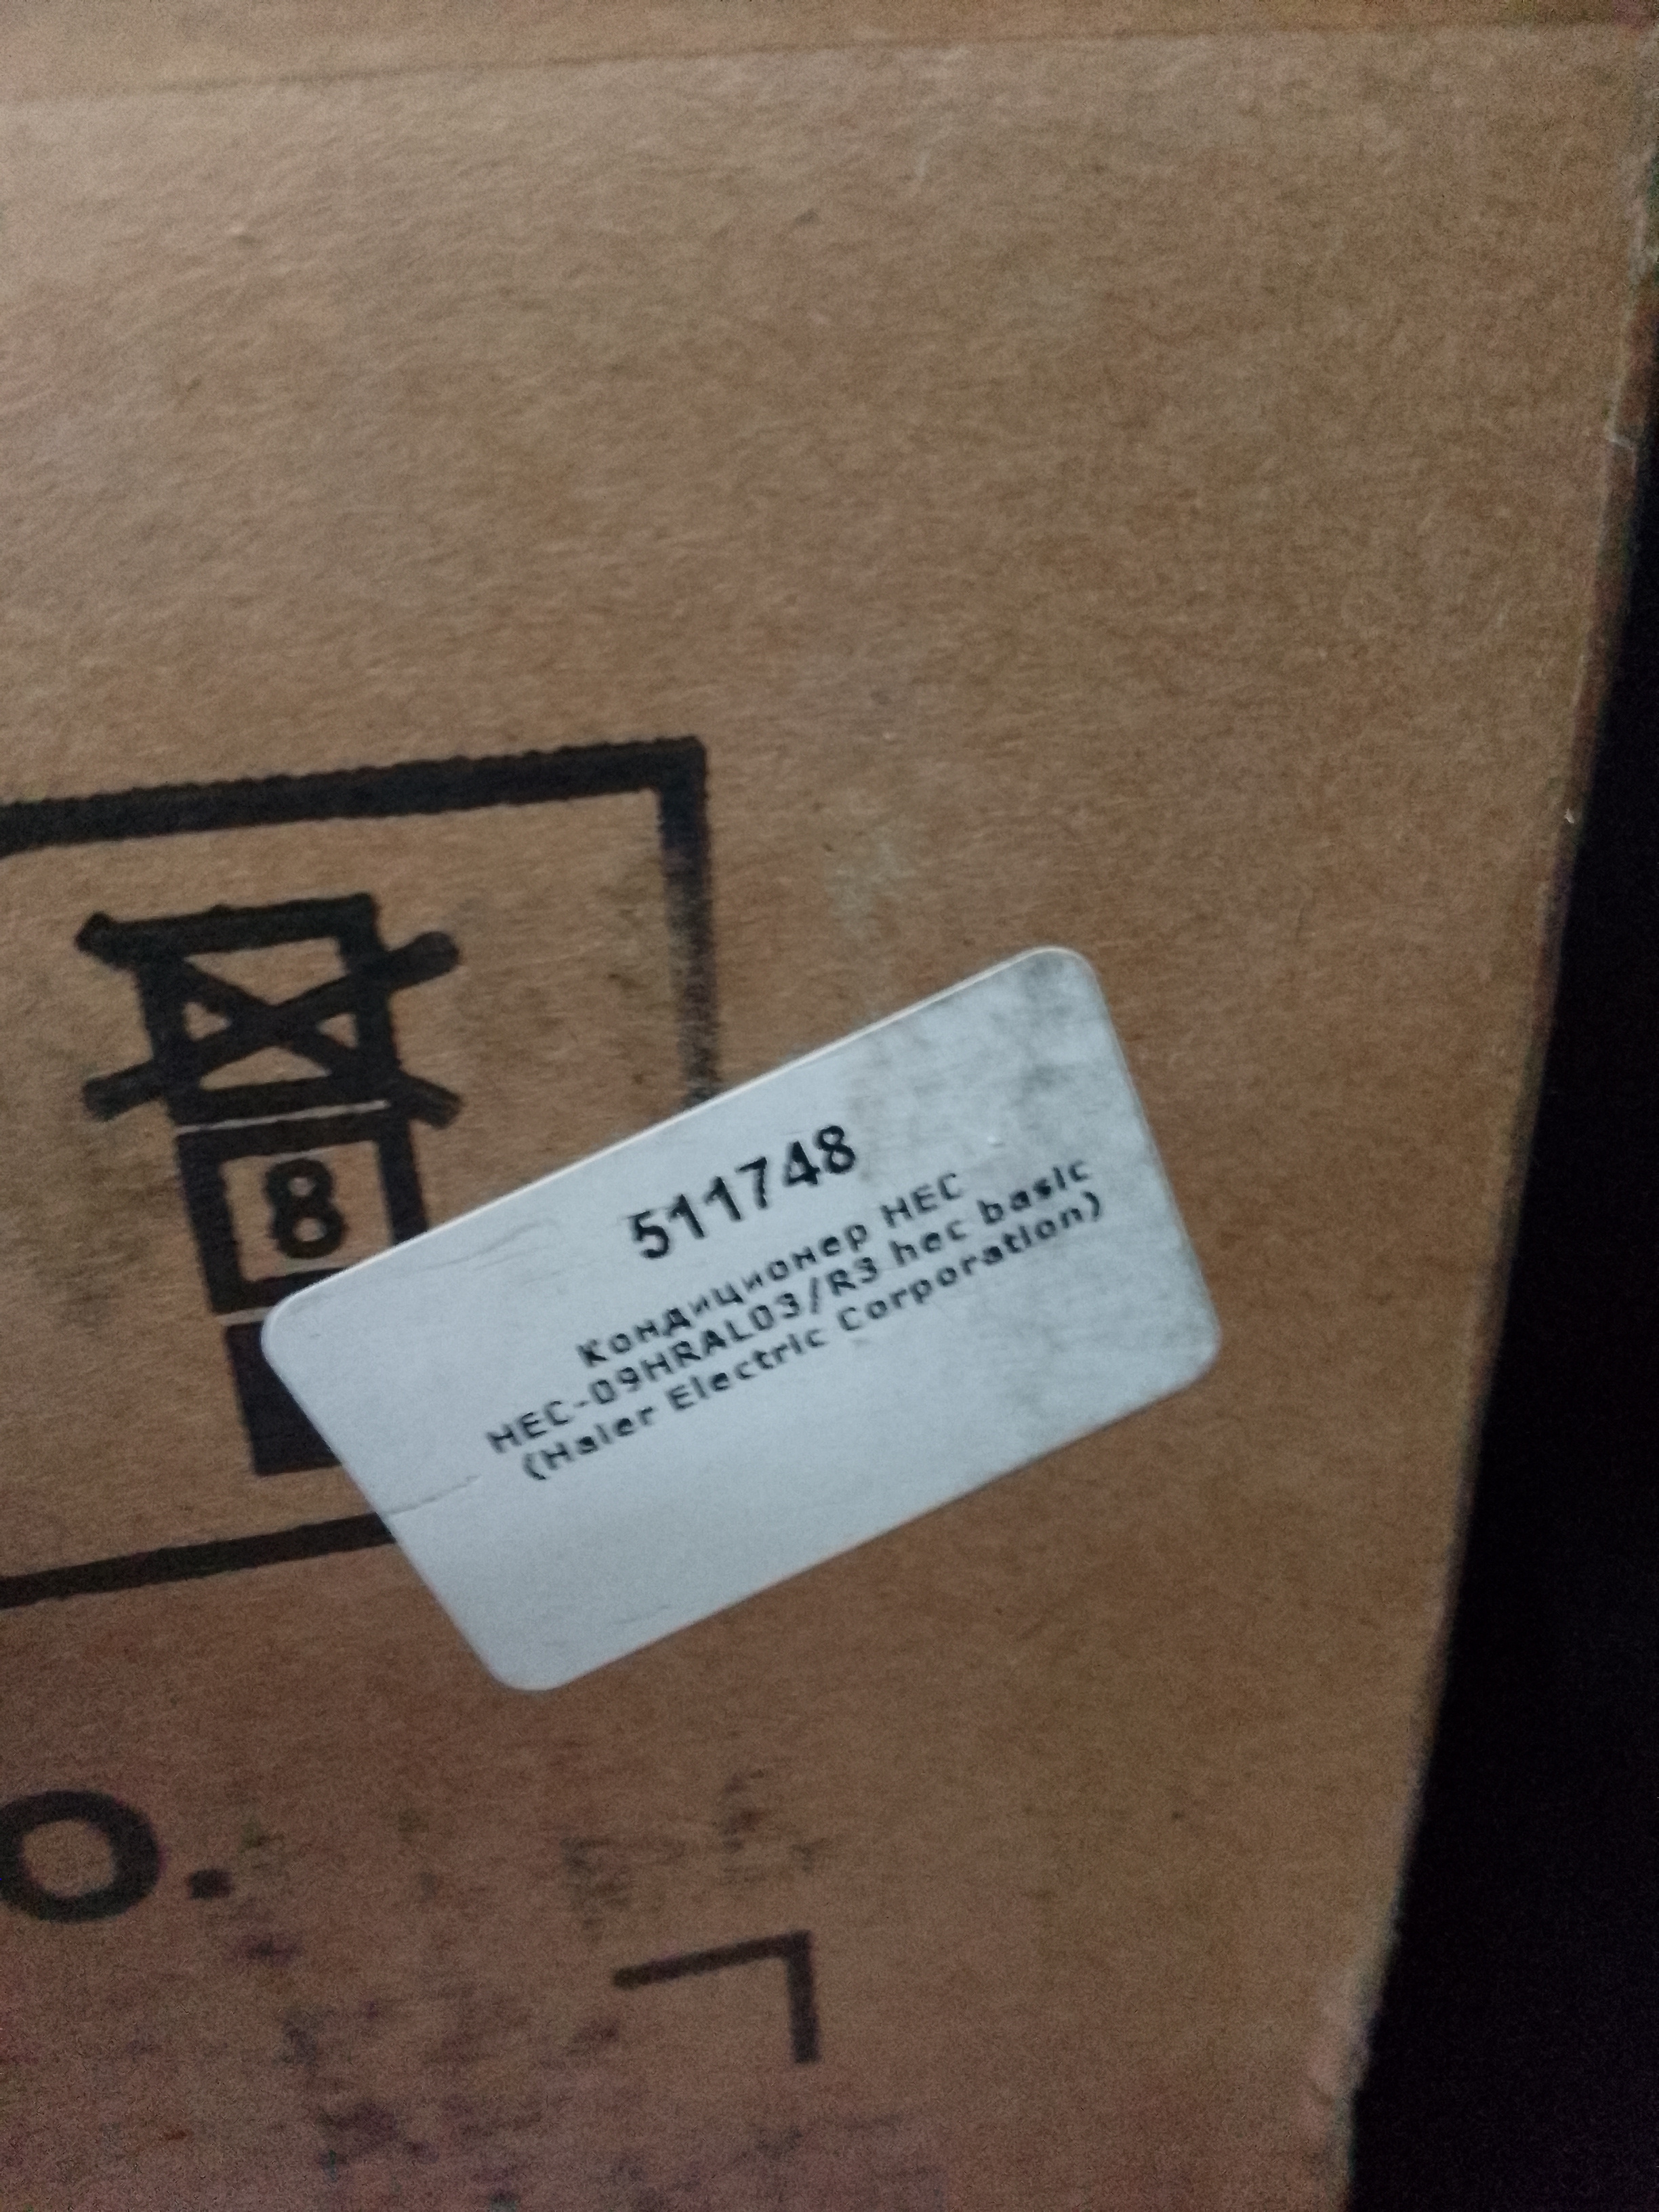 8
511748
Кондиционер HEC
HEC-09HRAL03/R3 hec basic
(Haier Electric Corporation)
O.